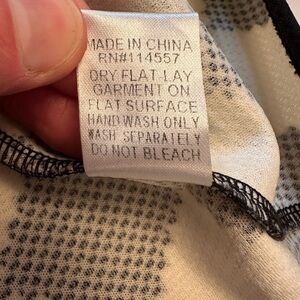 MADE IN CHINA
RN#114557
DRY FLAT-LAY
GARMENT ON
FLAT SURFACE
HAND WASH ONLY
WASH SEPARATELY
DO NOT BLEACH